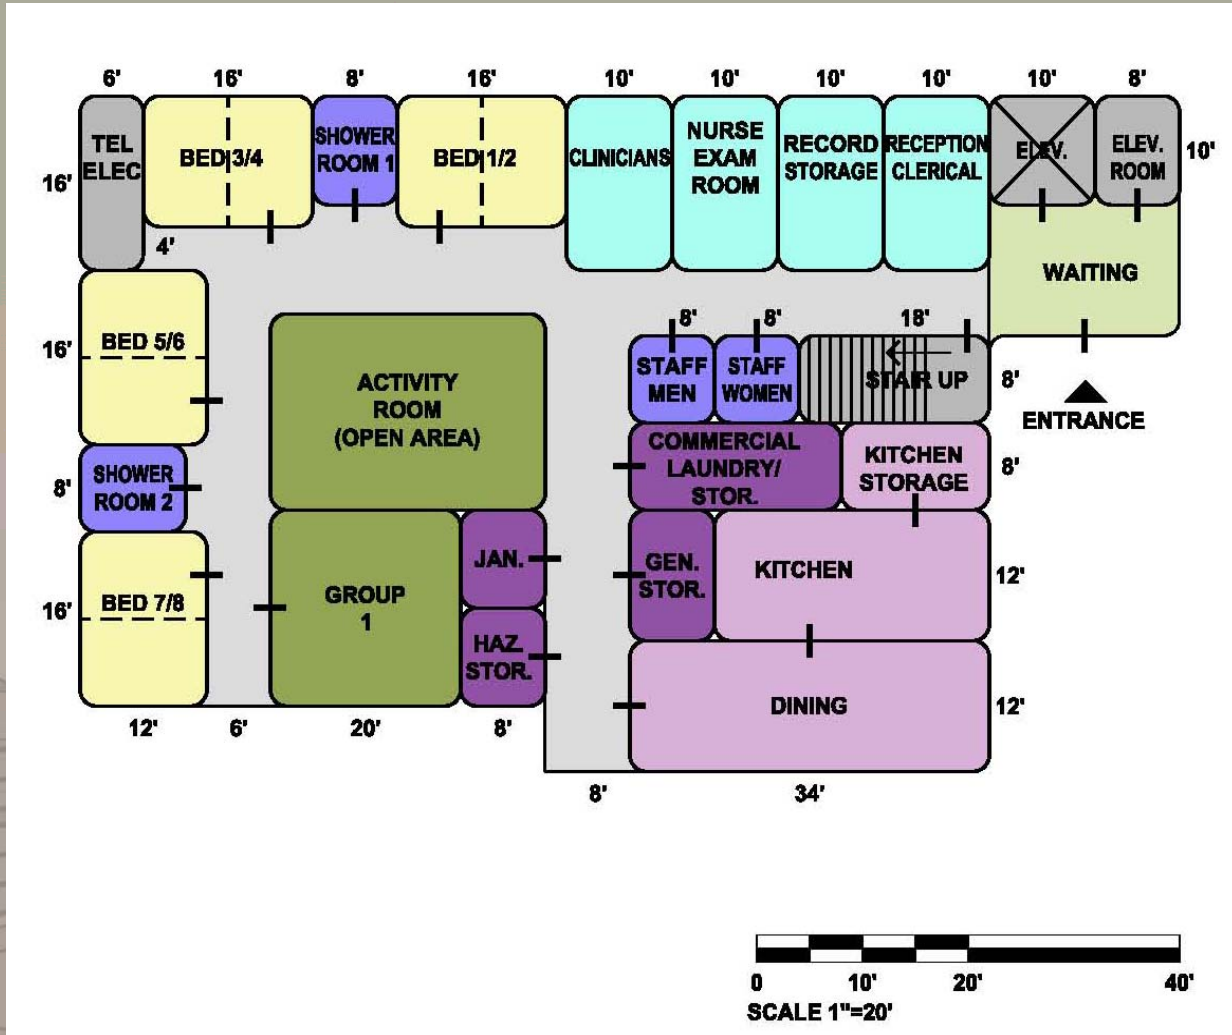 6' 16' 8' 16' 10' 10' 10' 10' 10' 8'
TEL
ELEC
BED 3/4
SHOWER
ROOM 1
BED 1/2
CLINICIANS
NURSE
EXAM
ROOM
RECORD
STORAGE
RECEPTION
CLERICAL
ELEV.
ELEV.
ROOM
10'
16'
4'
WAITING
BED 5/6
16'
ACTIVITY
ROOM
(OPEN AREA)
8' 8' 18'
STAFF
MEN
STAFF
WOMEN
STAIR UP
8'
ENTRANCE
SHOWER
ROOM 2
8'
COMMERCIAL
LAUNDRY/
STOR.
KITCHEN
STORAGE
8'
BED 7/8
16'
GROUP
1
JAN.
HAZ.
STOR.
GEN.
STOR.
KITCHEN
12'
DINING
12'
12' 6' 20' 8'
8' 34'
0 10' 20' 40'
SCALE 1"=20'